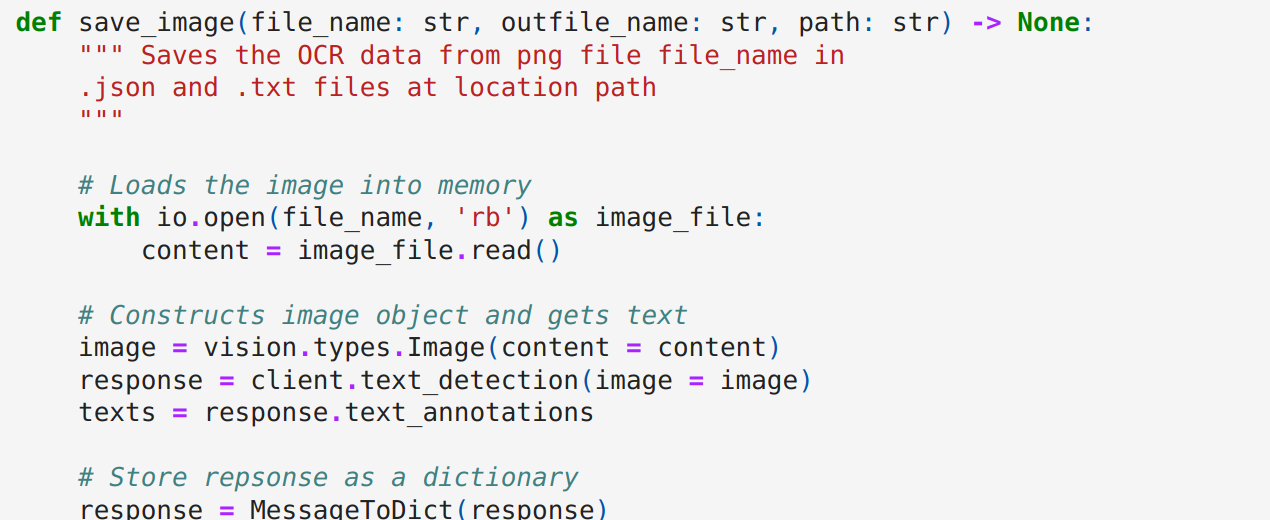 def save_image(file_name: str, outfile_name: str, path: str) -> None:
    """ Saves the OCR data from png file file_name in
    .json and .txt files at location path
    """

    # Loads the image into memory
    with io.open(file_name, 'rb') as image_file:
        content = image_file.read()

    # Constructs image object and gets text
    image = vision.types.Image(content = content)
    response = client.text_detection(image = image)
    texts = response.text_annotations

    # Store repsonse as a dictionary
    response = MessageToDict(response)